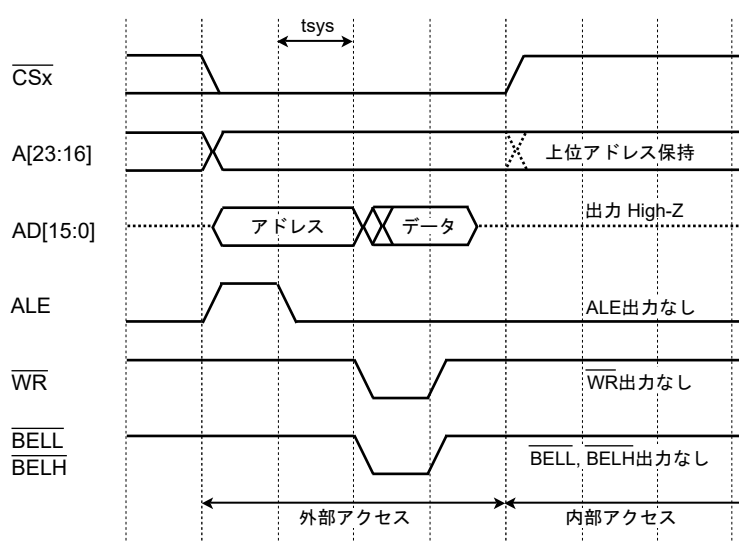 tsys
CSx
A[23:16]
上位アドレス保持
AD[15:0]
アドレス
データ
出力 High-Z
ALE
ALE出力なし
WR
WR出力なし
BELL
BELH
BELL, BELH出力なし
外部アクセス
内部アクセス